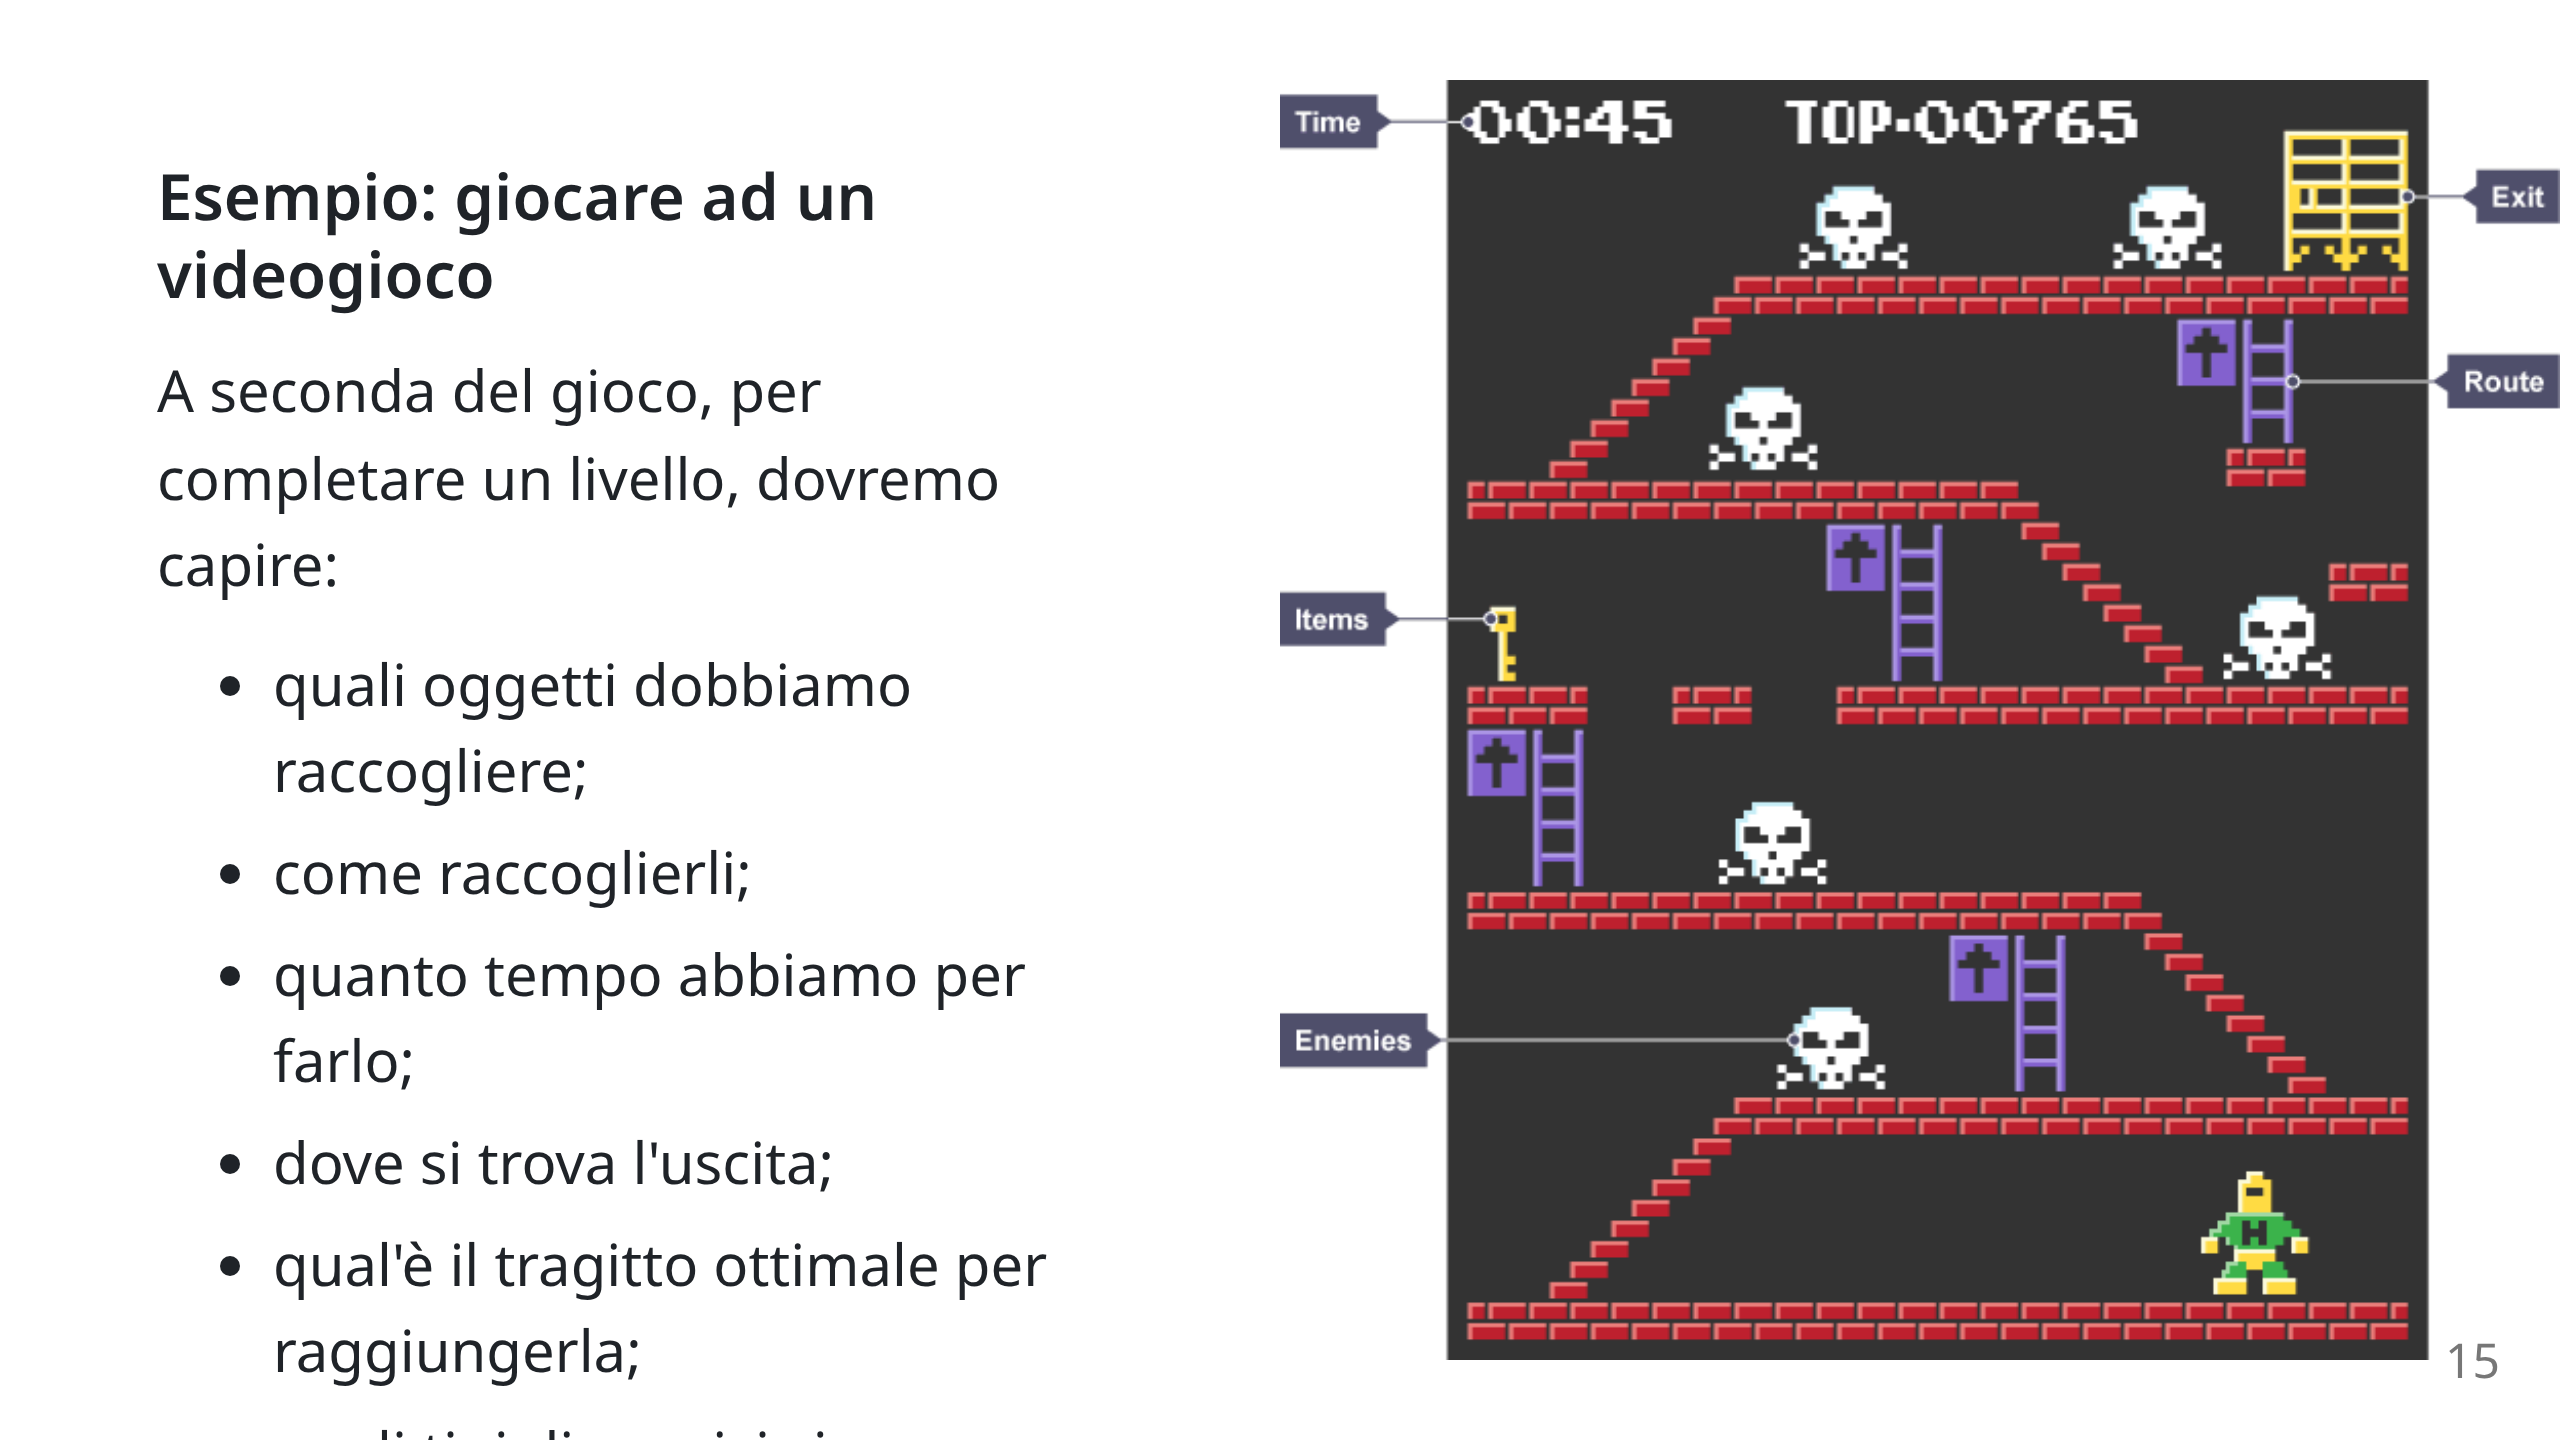 Esempio: giocare ad un
videogioco
A seconda del gioco, per
completare un livello, dovremo
capire:
• quali oggetti dobbiamo
raccogliere;
• come raccoglierli;
• quanto tempo abbiamo per
farlo;
• dove si trova l'uscita;
• qual'è il tragitto ottimale per
raggiungerla;
Time
00:45 TOP-00765
Exit
Route
Items
Enemies
H
15